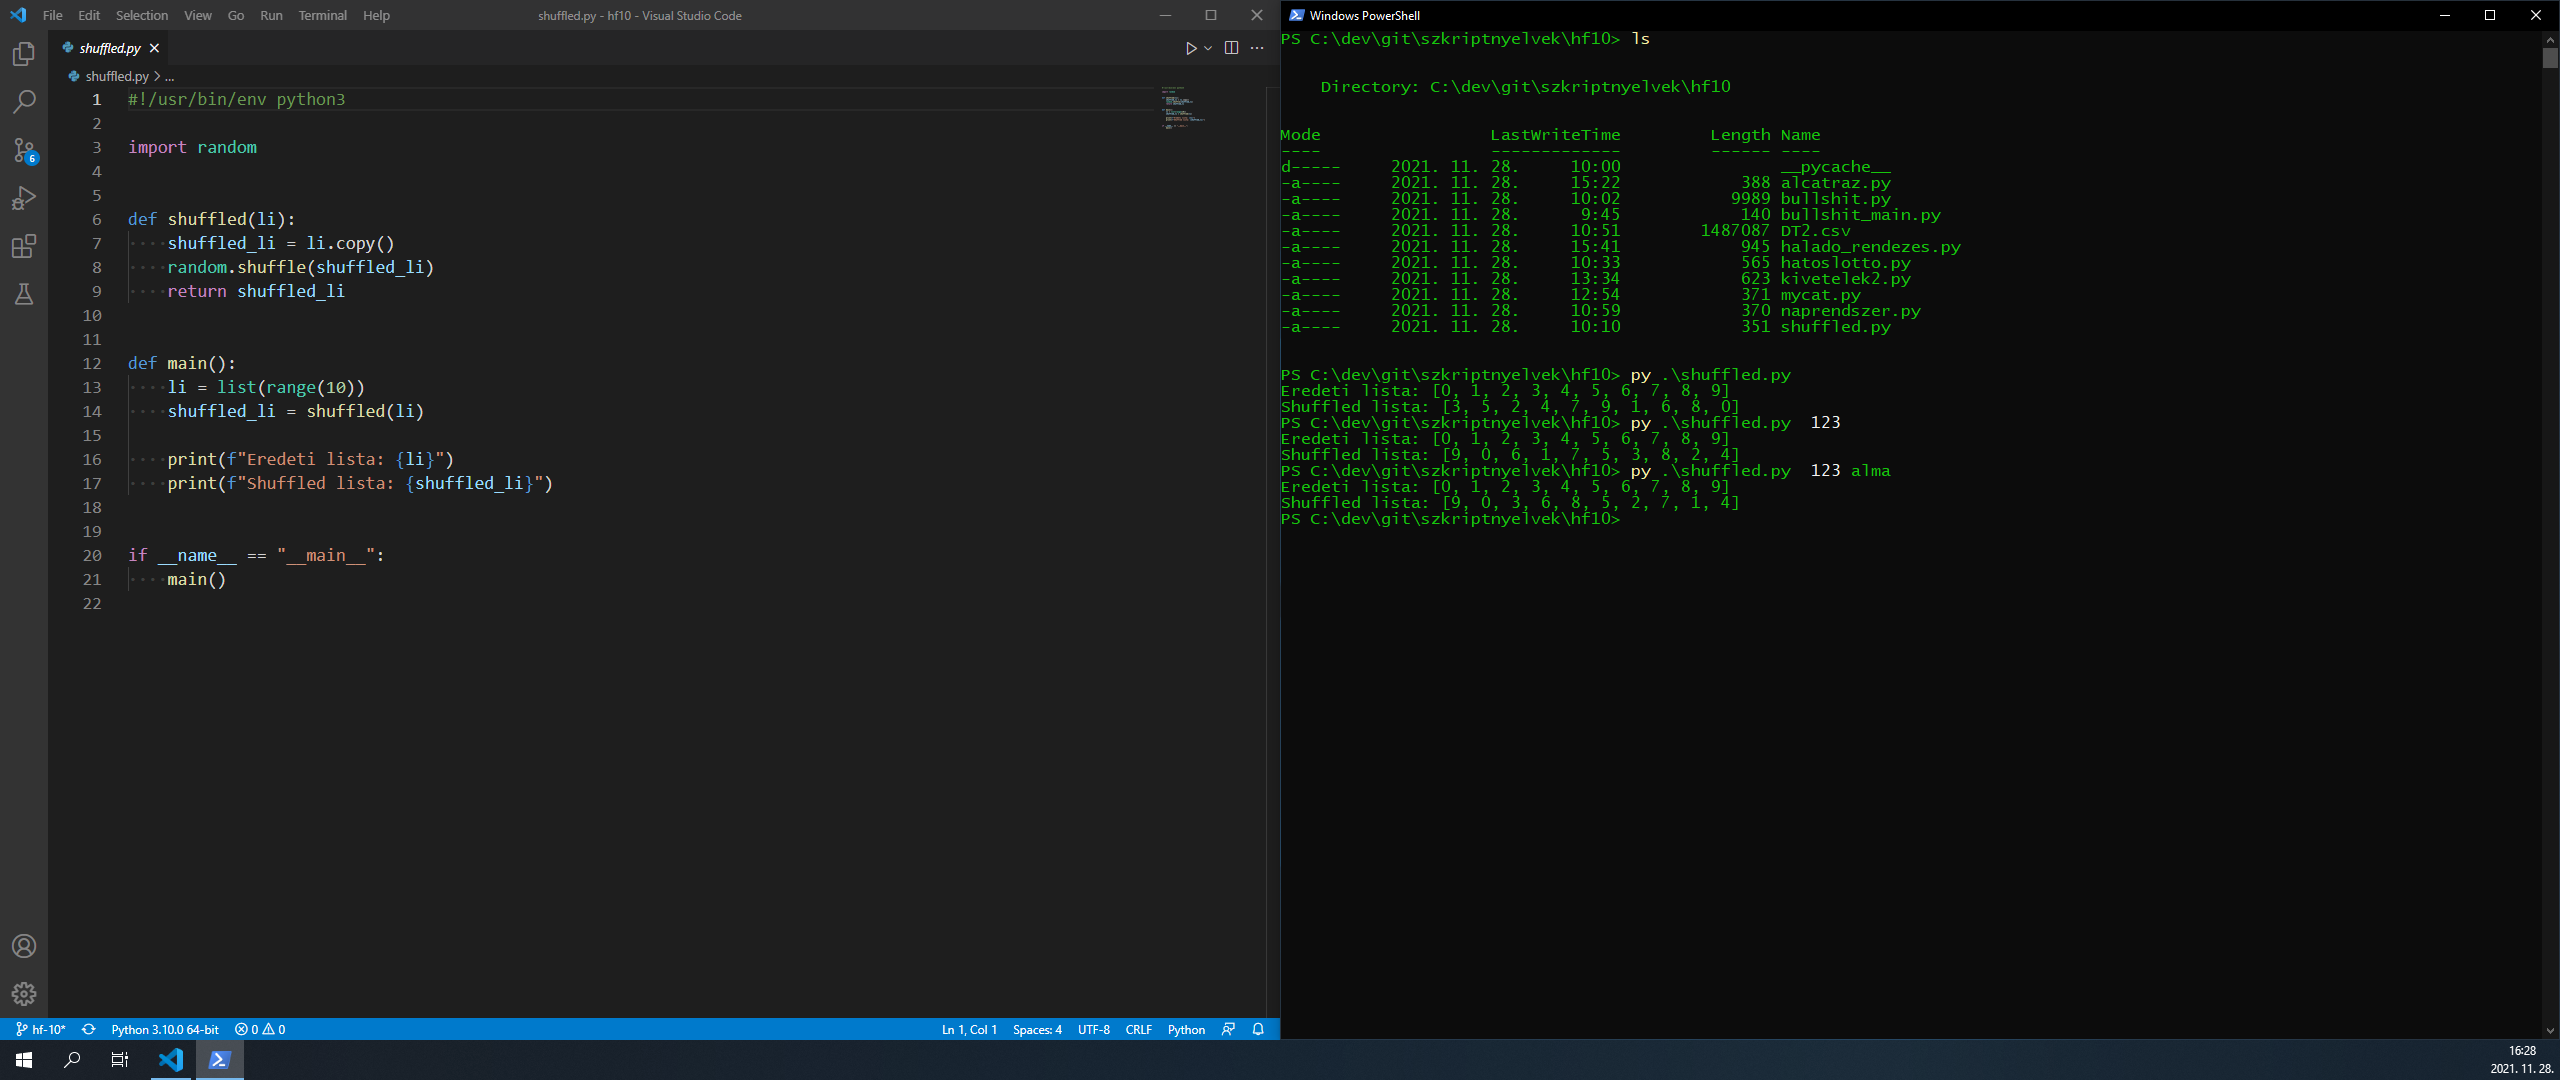 File Edit Selection View Go Run Terminal Help shuffled.py - hf10 - Visual Studio Code
shuffled.py
shuffled.py > ...
1 #!/usr/bin/env python3
2
3 import random
4
5
6 def shuffled(li):
7 ····shuffled_li = li.copy()
8 ····random.shuffle(shuffled_li)
9 ····return shuffled_li
10
11
12 def main():
13 ····li = list(range(10))
14 ····shuffled_li = shuffled(li)
15
16 ····print(f"Eredeti lista: {li}")
17 ····print(f"Shuffled lista: {shuffled_li}")
18
19
20 if __name__ == "__main__":
21 ····main()
22
6
hf-10* Python 3.10.0 64-bit 0 0 Ln 1, Col 1 Spaces: 4 UTF-8 CRLF Python
Windows PowerShell
PS C:\dev\git\szkriptnyelvek\hf10> ls
Directory: C:\dev\git\szkriptnyelvek\hf10
Mode LastWriteTime Length Name
---- ------------- ------ ----
d----- 2021. 11. 28. 10:00 __pycache__
-a---- 2021. 11. 28. 15:22 388 alcatraz.py
-a---- 2021. 11. 28. 10:02 9989 bullshit.py
-a---- 2021. 11. 28. 9:45 140 bullshit_main.py
-a---- 2021. 11. 28. 10:51 1487087 DT2.csv
-a---- 2021. 11. 28. 15:41 945 halado_rendezes.py
-a---- 2021. 11. 28. 10:33 565 hatoslotto.py
-a---- 2021. 11. 28. 13:34 623 kivetelek2.py
-a---- 2021. 11. 28. 12:54 371 mycat.py
-a---- 2021. 11. 28. 10:59 370 naprendszer.py
-a---- 2021. 11. 28. 10:10 351 shuffled.py
PS C:\dev\git\szkriptnyelvek\hf10> py .\shuffled.py
Eredeti lista: [0, 1, 2, 3, 4, 5, 6, 7, 8, 9]
Shuffled lista: [3, 5, 2, 4, 7, 9, 1, 6, 8, 0]
PS C:\dev\git\szkriptnyelvek\hf10> py .\shuffled.py 123
Eredeti lista: [0, 1, 2, 3, 4, 5, 6, 7, 8, 9]
Shuffled lista: [9, 0, 6, 1, 7, 5, 3, 8, 2, 4]
PS C:\dev\git\szkriptnyelvek\hf10> py .\shuffled.py 123 alma
Eredeti lista: [0, 1, 2, 3, 4, 5, 6, 7, 8, 9]
Shuffled lista: [9, 0, 3, 6, 8, 5, 2, 7, 1, 4]
PS C:\dev\git\szkriptnyelvek\hf10>
16:28
2021. 11. 28.